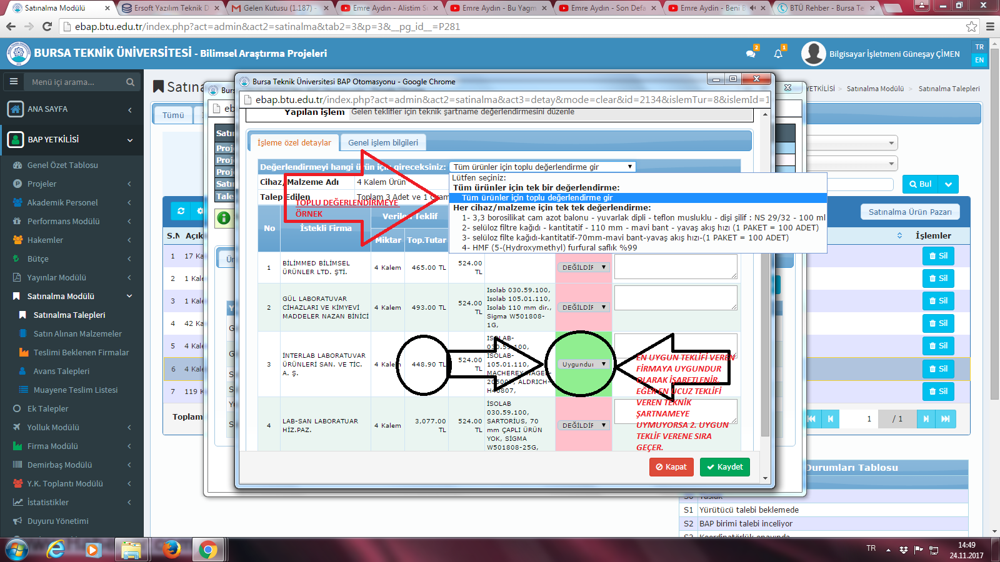 Satınalma Modülü
Ersoft Yazılım Teknik D
Gelen Kutusu (1.187) -
Emre Aydın - Alistim Sı
Emre Aydın - Bu Yagm
Emre Aydın - Son Defa
Emre Aydin - Beni B
BTÜ Rehber - Bursa Te
ebap.btu.edu.tr/index.php?act=admin&act2=satinalma&tab2=3&p=3&__pg_id__=P281
BURSA TEKNİK ÜNİVERSİTESİ - Bilimsel Araştırma Projeleri
2
1
Bilgisayar İşletmeni Güneşay ÇİMEN
TR
EN
Menü içi arama...
ANA SAYFA
BAP YETKİLİSİ
Genel Özet Tablosu
Projeler
Akademik Personel
Performans Modülü
Hakemler
Bütçe
Yayınlar Modülü
Satınalma Modülü
Satınalma Talepleri
Satın Alınan Malzemeler
Teslimi Beklenen Firmalar
Avans Talepleri
Muayene Teslim Listesi
Ek Talepler
Yolluk Modülü
Firma Modülü
Demirbaş Modülü
Y.K. Toplantı Modülü
İstatistikler
Duyuru Yönetimi
Satına
YETKİLİSİ > Satınalma Modülü > Satınalma Talepleri
Tümü
Bul
Satınalma Ürün Pazarı
S.N Açık
İşlemler
1 17 Ka
Sil
2 1 Kale
Sil
3 1 Kale
Sil
4 42 Ka
Sil
5 4 Kale
Sil
6 4 Kale
Sil
7 119 K
Sil
Toplam
1 / 1
Durumları Tablosu
S0 Taslak
S1 Yürütücü talebi beklemede
S2 BAP birimi talebi inceliyor
Koordinatörlük onayında
Burs
eb
Satın
Proje
Proje
Proje
Satın
Talep
Bursa Teknik Üniversitesi BAP Otomasyonu - Google Chrome
ebap.btu.edu.tr/index.php?act=admin&act2=satinalma&act3=detay&mode=clear&id=2134&islemTur=8&islemId=1
Yapılan işlem Gelen teklifler için teknik şartname değerlendirmesini düzenle
İşleme özel detaylar
Genel işlem bilgileri
Değerlendirmeyi hangi ürün için gireceksiniz: Tüm ürünler için toplu değerlendirme gir
Lütfen seçiniz:
Tüm ürünler için tek bir değerlendirme:
Tüm ürünler için toplu değerlendirme gir
Her cihaz/malzeme için tek tek değerlendirme:
1- 3,3 borosilikat cam azot balonu - yuvarlak dipli - teflon musluklu - dişi şilif : NS 29/32 - 100 ml
2- selüloz filtre kağıdı - kantitatif - 110 mm - mavi bant - yavaş akış hızı (1 PAKET = 100 ADET)
3- selüloz filte kağıdı-kantitatif-70mm-mavi bant-yavaş akış hızı-(1 PAKET = 100 ADET)
4- HMF (5-(Hydroxymethyl) furfural saflık %99
Cihaz/Malzeme Adı 4 Kalem Ürün
Talep Edilen Toplam 3 Adet ve 1 Gram
TOPLU DEĞERLENDİRMEYE
ÖRNEK
No İstekli Firma Verilen Teklif
Miktar Top.Tutar
1 BİLİMMED BİLİMSEL ÜRÜNLER LTD. ŞTİ. 4 Kalem 465.00 TL 524.00 TL DEĞİLDİF
2 GÜL LABORATUVAR CİHAZLARI VE KİMYEVİ MADDELER NAZAN BİNİCİ 4 Kalem 493.00 TL 524.00 TL Isolab 030.59.100, Isolab 105.01.110, Isolab 110 mm dir., Sigma W501808-1G, DEĞİLDİF
3 İNTERLAB LABORATUVAR ÜRÜNLERİ SAN. VE TİC. A. Ş. 4 Kalem 448.90 TL 524.00 TL ISOLAB-030.59.100, ISOLAB-105.01.110, MACHEREY-NAGEL- ALDRICH-H40807, Uygundur
4 LAB-SAN LABORATUAR HİZ.PAZ. 4 Kalem 3,077.00 TL 524.00 TL İSOLAB 030.59.100, SARTORİUS, 70 mm ÇAPLI ÜRÜN YOK, SİGMA W501808-25G, DEĞİLDİF
EN UYGUN TEKLİFİ VEREN
FİRMAYA UYGUNDUR
OLARAK İŞARETLENİR.
EĞER EN UCUZ TEKLİFİ
VEREN TEKNİK
ŞARTNAMEYE
UYMUYORSA 2. UYGUN
TEKLİF VERENE SIRA
GEÇER.
Kapat
Kaydet
TR
14:49
24.11.2017